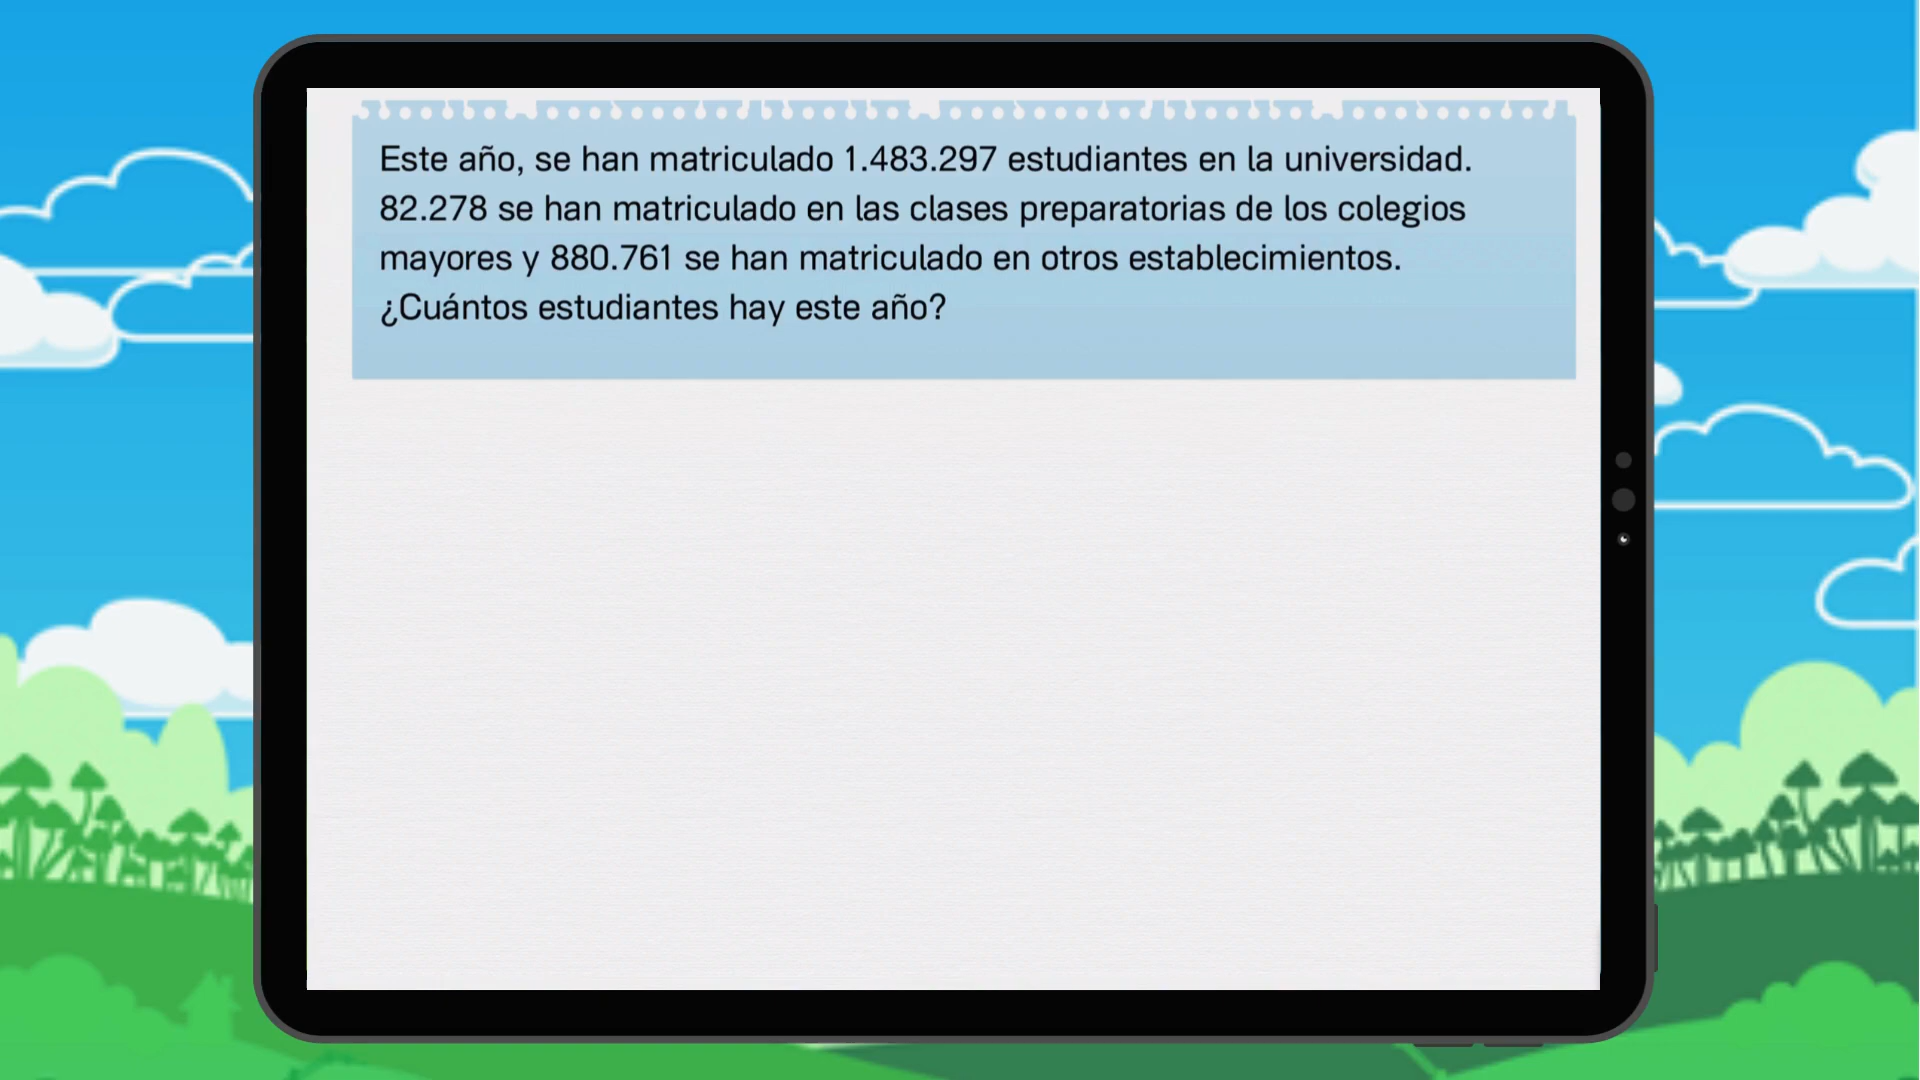 Este año, se han matriculado 1.483.297 estudiantes en la universidad.
82.278 se han matriculado en las clases preparatorias de los colegios
mayores y 880.761 se han matriculado en otros establecimientos.
¿Cuántos estudiantes hay este año?